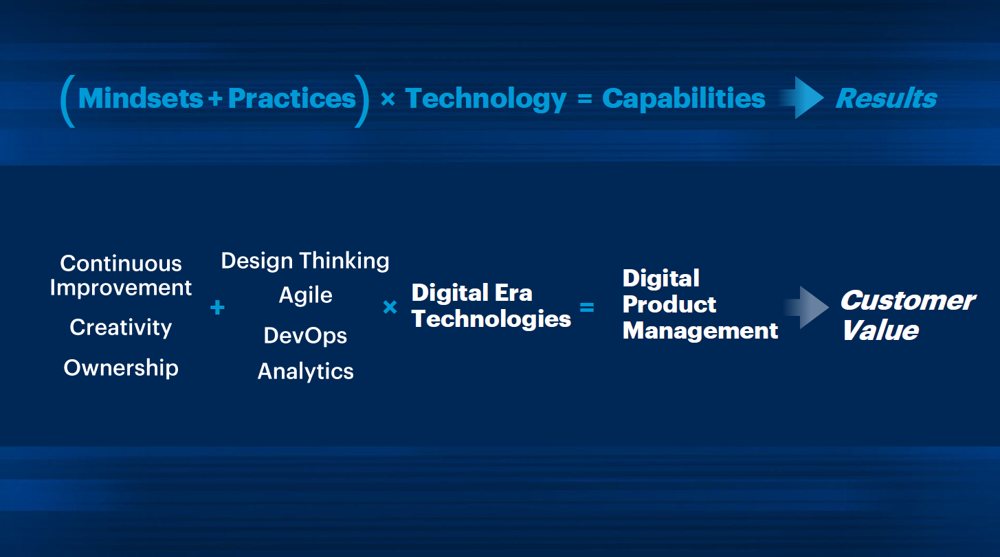 (Mindsets + Practices) × Technology = Capabilities Results
Continuous
Improvement
Creativity
Ownership
+
Design Thinking
Agile
DevOps
Analytics
×
Digital Era
Technologies
=
Digital
Product
Management
Customer
Value